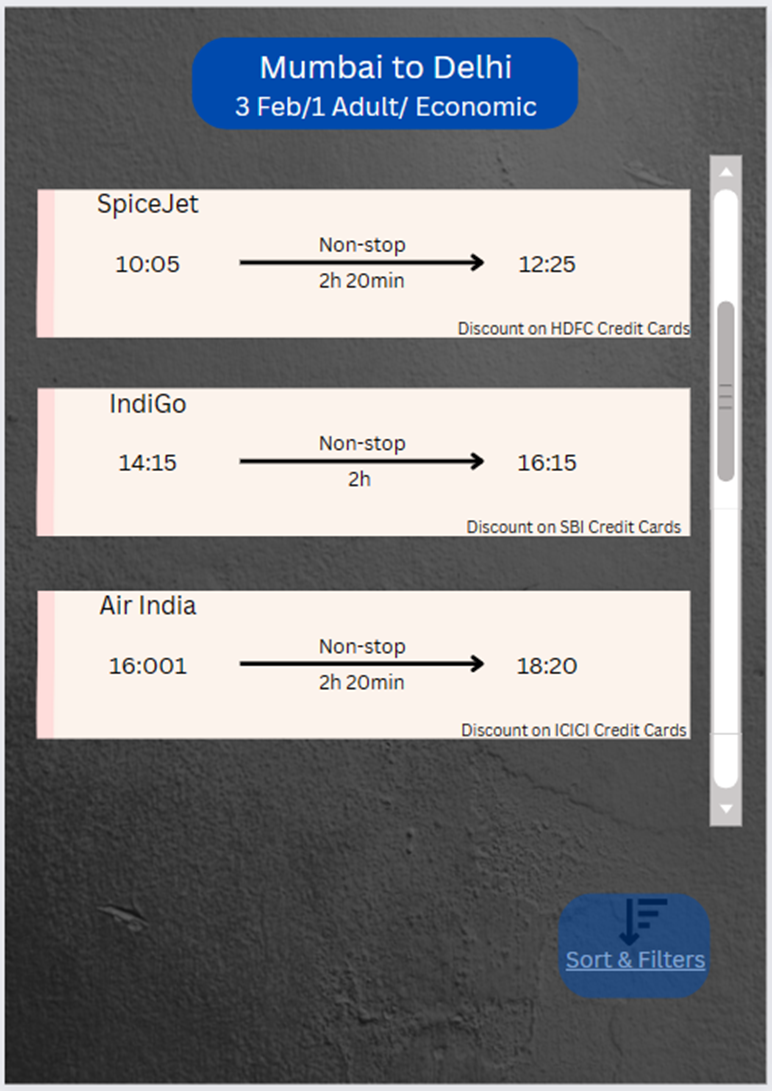 Mumbai to Delhi
3 Feb/1 Adult/ Economic
SpiceJet
Non-stop
10:05 12:25
2h 20min
Discount on HDFC Credit Cards
IndiGo
Non-stop
14:15 16:15
2h
Discount on SBI Credit Cards
Air India
Non-stop
16:001 18:20
2h 20min
Discount on ICICI Credit Cards
Sort & Filters